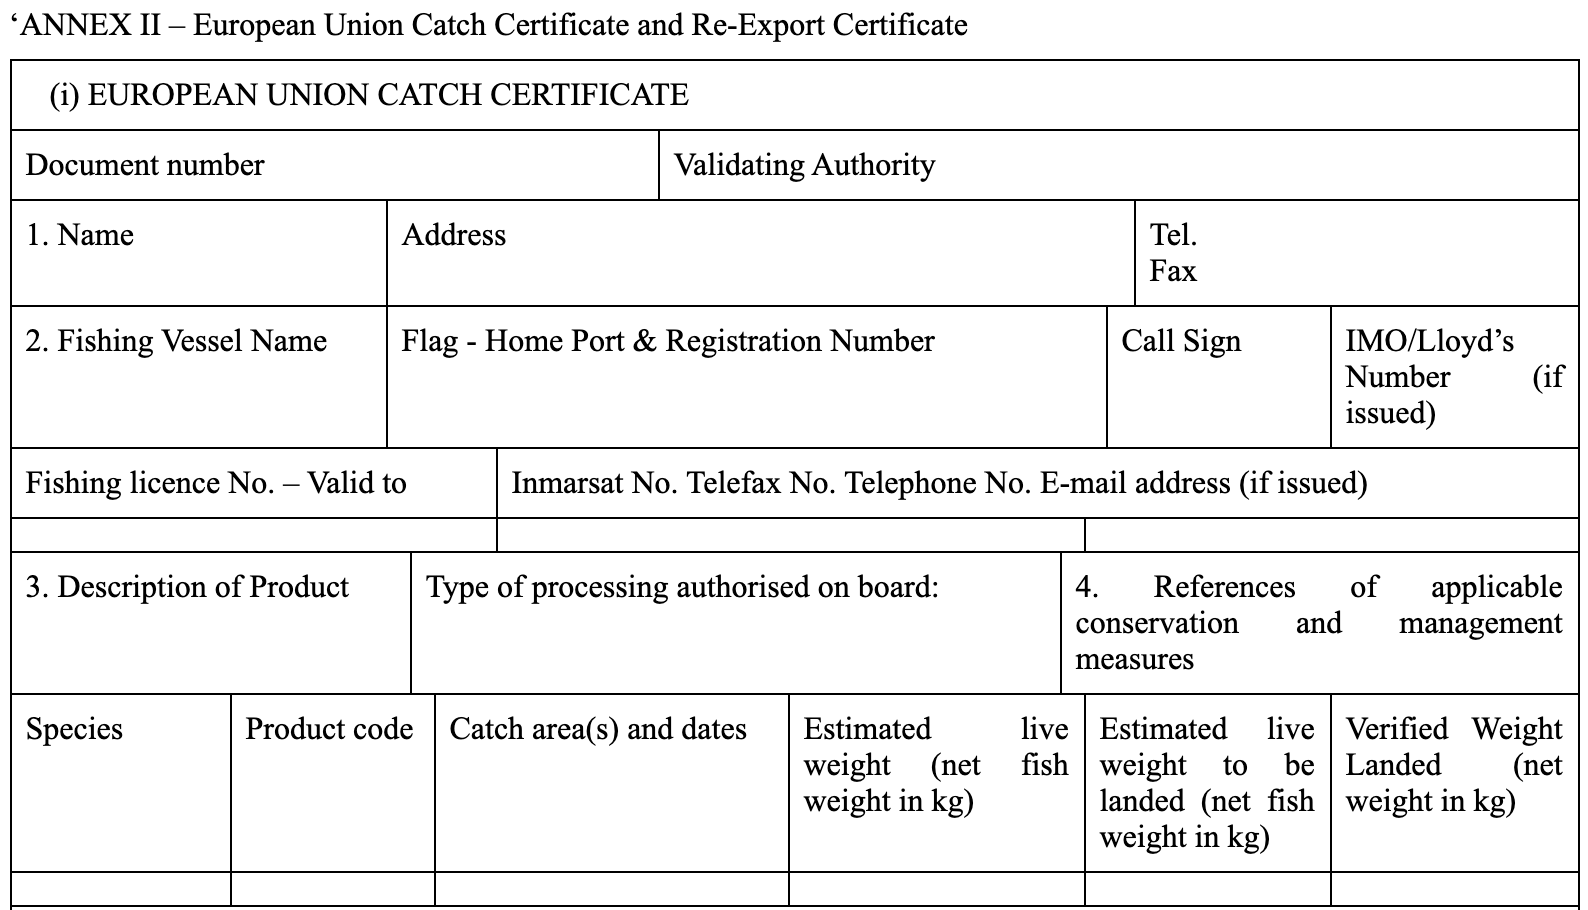 ‘ANNEX II – European Union Catch Certificate and Re-Export Certificate
(i) EUROPEAN UNION CATCH CERTIFICATE
Document number
Validating Authority
1. Name
Address
Tel.
Fax
2. Fishing Vessel Name
Flag - Home Port & Registration Number
Call Sign
IMO/Lloyd’s
Number (if
issued)
Fishing licence No. – Valid to
Inmarsat No. Telefax No. Telephone No. E-mail address (if issued)
3. Description of Product
Type of processing authorised on board:
4. References of applicable
conservation and management
measures
Species
Product code
Catch area(s) and dates
Estimated live
weight (net fish
weight in kg)
Estimated live
weight to be
landed (net fish
weight in kg)
Verified Weight
Landed (net
weight in kg)